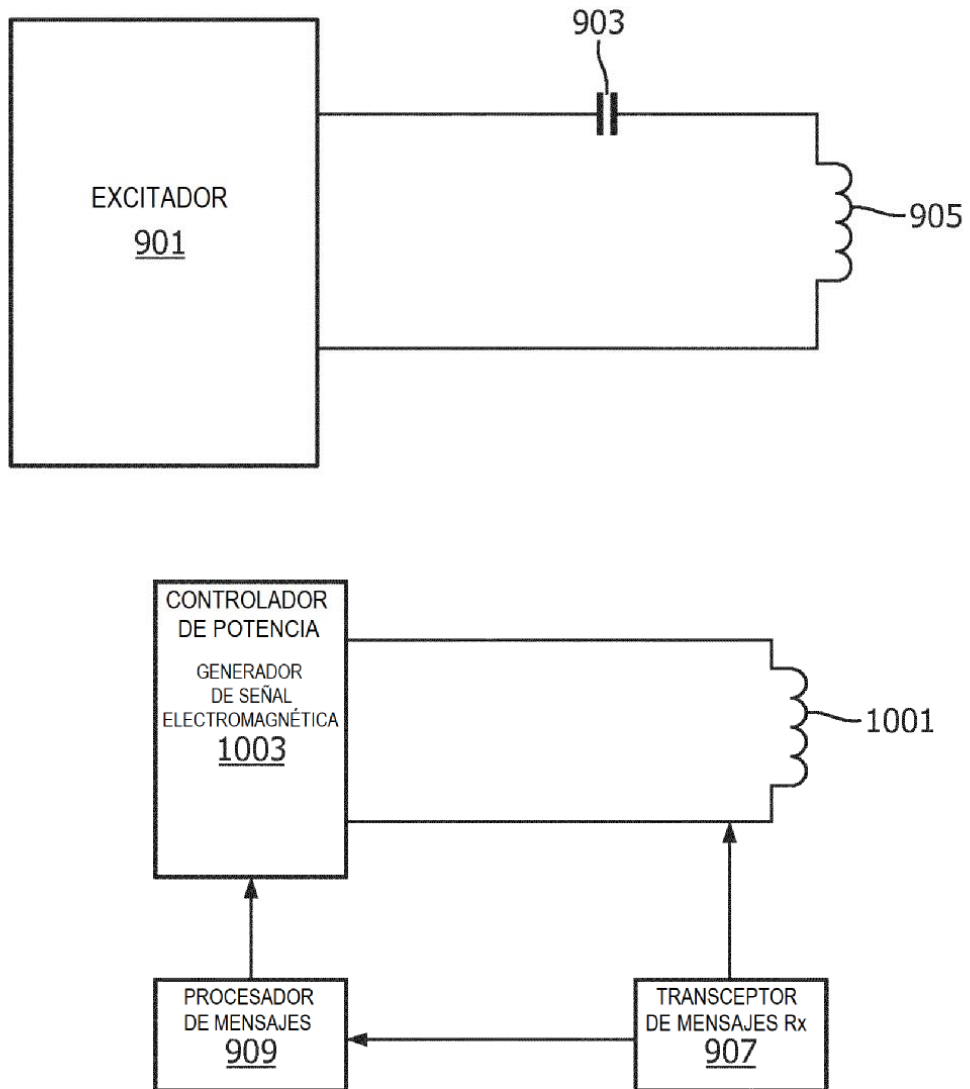 903
EXCITADOR
901
905
CONTROLADOR
DE POTENCIA
GENERADOR
DE SEÑAL
ELECTROMAGNÉTICA
1003
1001
PROCESADOR
DE MENSAJES
909
TRANSCEPTOR
DE MENSAJES Rx
907